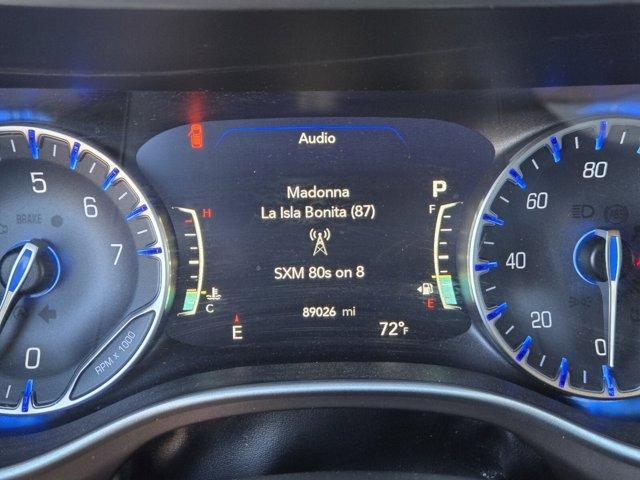 Audio
Madonna
La Isla Bonita (87)
SXM 80s on 8
89026 mi
E
72°F
P
H
C
F
E
5
6
7
0
BRAKE
RPM x 1000
80
60
40
20
0